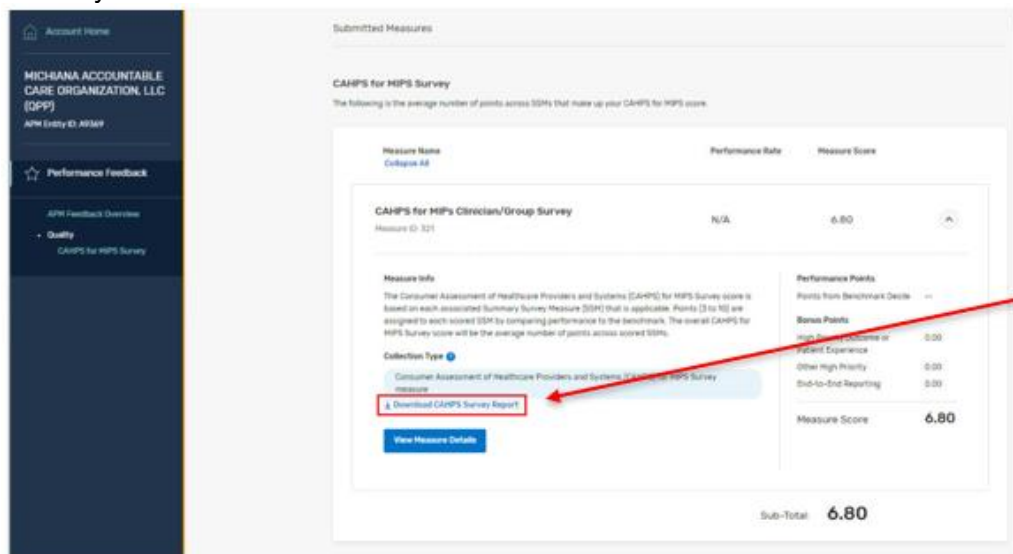 Account Home
MICHIANA ACCOUNTABLE
CARE ORGANIZATION, LLC
(QPP)
APM Entity ID: A9369
Performance Feedback
APM Feedback Overview
Quality
CAHPS for MIPS Survey
Submitted Measures
CAHPS for MIPS Survey
The following is the average number of points across SSMs that make up your CAHPS for MIPS score.
Measure Name Performance Rate Measure Score
Collapse All
CAHPS for MIPs Clinician/Group Survey N/A 6.80
Measure ID: 321
Measure Info
The Consumer Assessment of Healthcare Providers and Systems (CAHPS) for MIPS Survey score is
based on each associated Summary Survey Measure (SSM) that is applicable. Points (3 to 10) are
assigned to each scored SSM by comparing performance to the benchmark. The overall CAHPS for
MIPS Survey score will be the average number of points across scored SSMs.
Collection Type
Consumer Assessment of Healthcare Providers and Systems (CAHPS) for MIPS Survey
measure
Download CAHPS Survey Report
View Measure Details
Performance Points
Points from Benchmark Decile --
Bonus Points
High Priority Outcome or 0.00
Patient Experience
Other High Priority 0.00
End-to-End Reporting 0.00
Measure Score 6.80
Sub-Total: 6.80